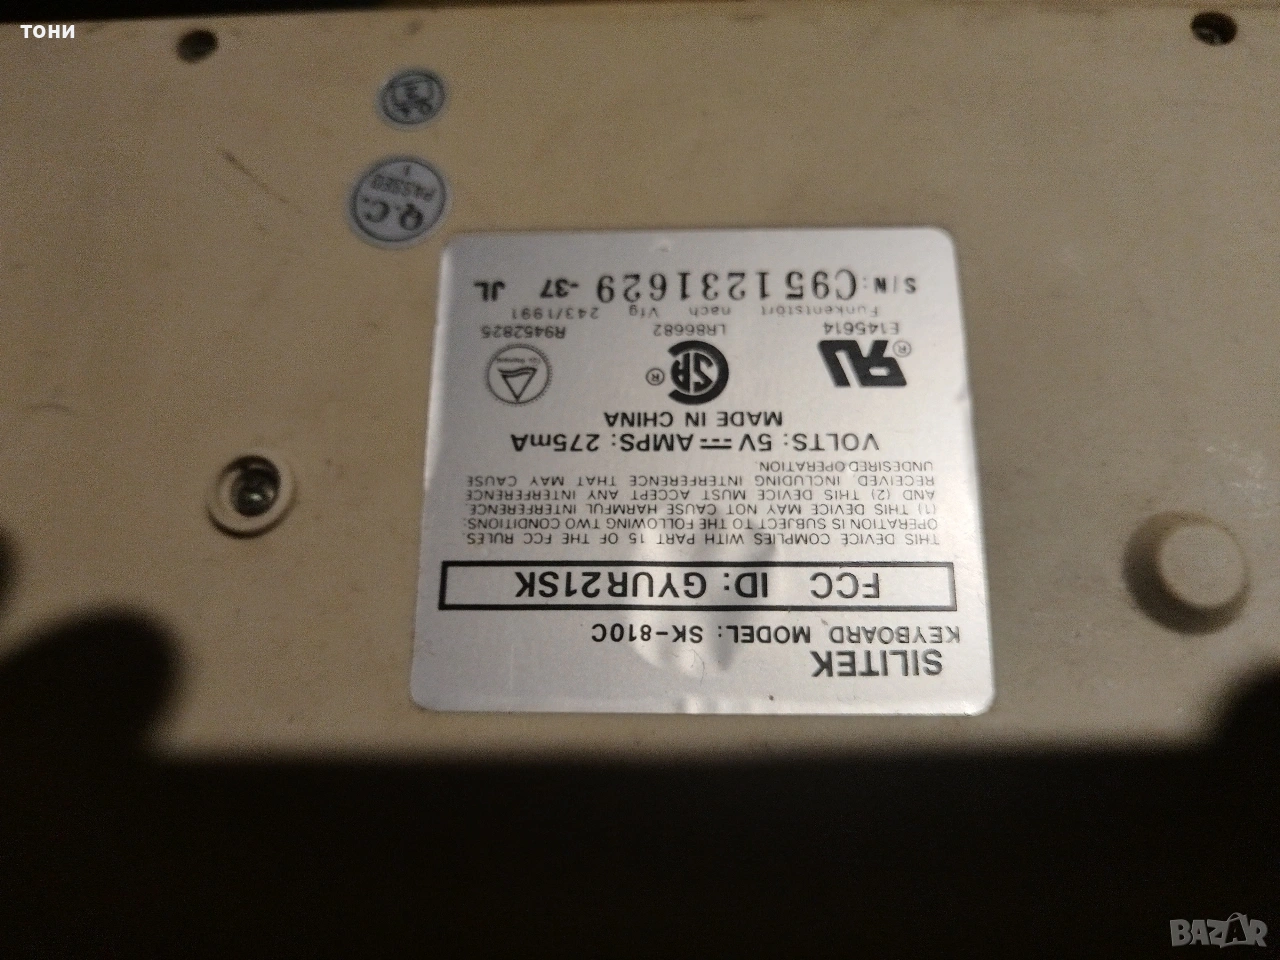 тони
SILITEK
KEYBOARD MODEL: SK-810C
FCC ID: GYUR21SK
THIS DEVICE COMPLIES WITH PART 15 OF THE FCC RULES.
OPERATION IS SUBJECT TO THE FOLLOWING TWO CONDITIONS:
(1) THIS DEVICE MAY NOT CAUSE HARMFUL INTERFERENCE.
AND (2) THIS DEVICE MUST ACCEPT ANY INTERFERENCE
RECEIVED, INCLUDING INTERFERENCE THAT MAY CAUSE
UNDESIRED OPERATION.
VOLTS: 5V AMPS: 275mA
MADE IN CHINA
E145614 LR86682 R9452825
Funkentstört nach Vfg 243/1991
S/N: C951231629 -37 JL
Q.C.
PASSED
1
BAZAR